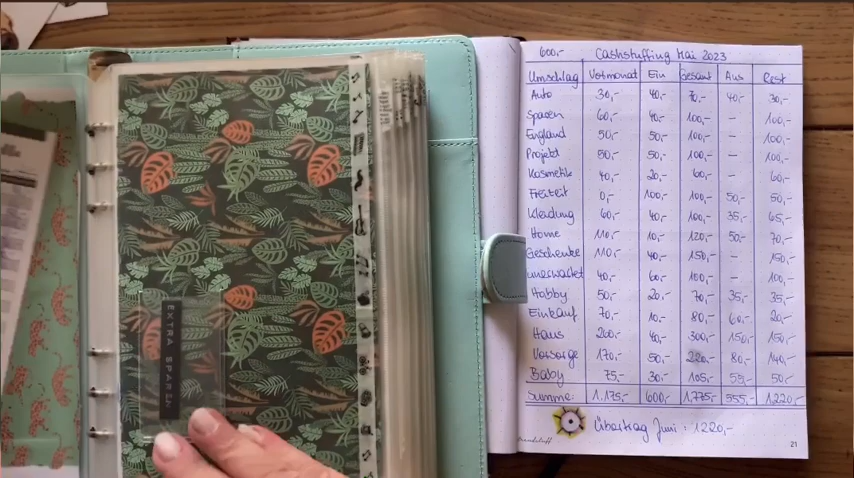 600,- Cashstuffing Mai 2023
Umschlag Vormonat Ein Gesamt Aus Rest
Auto 30,- 40,- 70,- 40,- 30,-
Sparen 60,- 40,- 100,- – 100,-
England 50,- 50,- 100,- – 100,-
Projekt 50,- 50,- 100,- – 100,-
Kosmetik 40,- 20,- 60,- – 60,-
Freizeit 0,- 100,- 100,- 50,- 50,-
Kleidung 60,- 40,- 100,- 35,- 65,-
Home 110,- 10,- 120,- 50,- 70,-
Geschenke 110,- 40,- 150,- – 150,-
unerwartet 40,- 60,- 100,- – 100,-
Hobby 50,- 20,- 70,- 35,- 35,-
Einkauf 70,- 10,- 80,- 60,- 20,-
Haus 260,- 40,- 300,- 150,- 150,-
Vorsorge 170,- 50,- 220,- 80,- 140,-
Baby 75,- 30,- 105,- 55,- 50,-
Summe 1.175,- 600,- 1.775,- 555,- 1.220,-
Übertrag Juni: 1220,-
21
EXTRA SPAREN